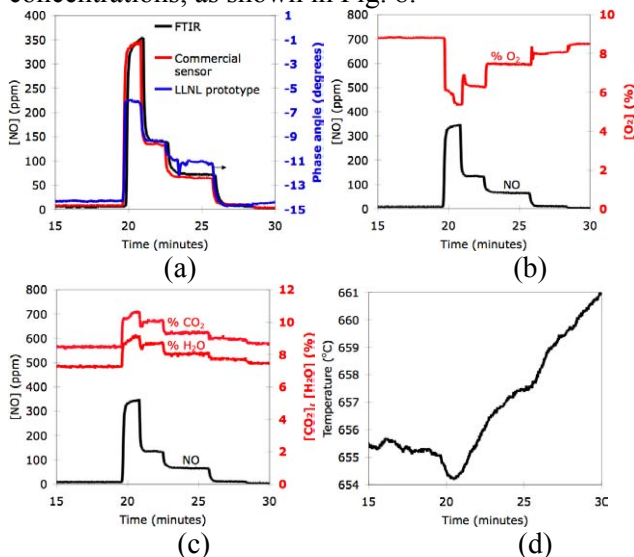 concentrations, as shown in Fig. 8.
400
350
300
250
200
150
100
50
0
[NO] (ppm)
FTIR
Commercial
sensor
LLNL prototype
1
-1
-3
-5
-7
-9
-11
-13
-15
Phase angle (degrees)
15 20 25 30
Time (minutes)
(a)
800
700
600
500
400
300
200
100
0
[NO] (ppm)
% O2
NO
10
8
6
4
2
0
[O2] (%)
15 20 25 30
Time (minutes)
(b)
800
700
600
500
400
300
200
100
0
[NO] (ppm)
% CO2
% H2O
NO
12
10
8
6
4
2
0
[CO2], [H2O] (%)
15 20 25 30
Time (minutes)
(c)
661
660
659
658
657
656
655
654
Temperature (°C)
15 20 25 30
Time (minutes)
(d)